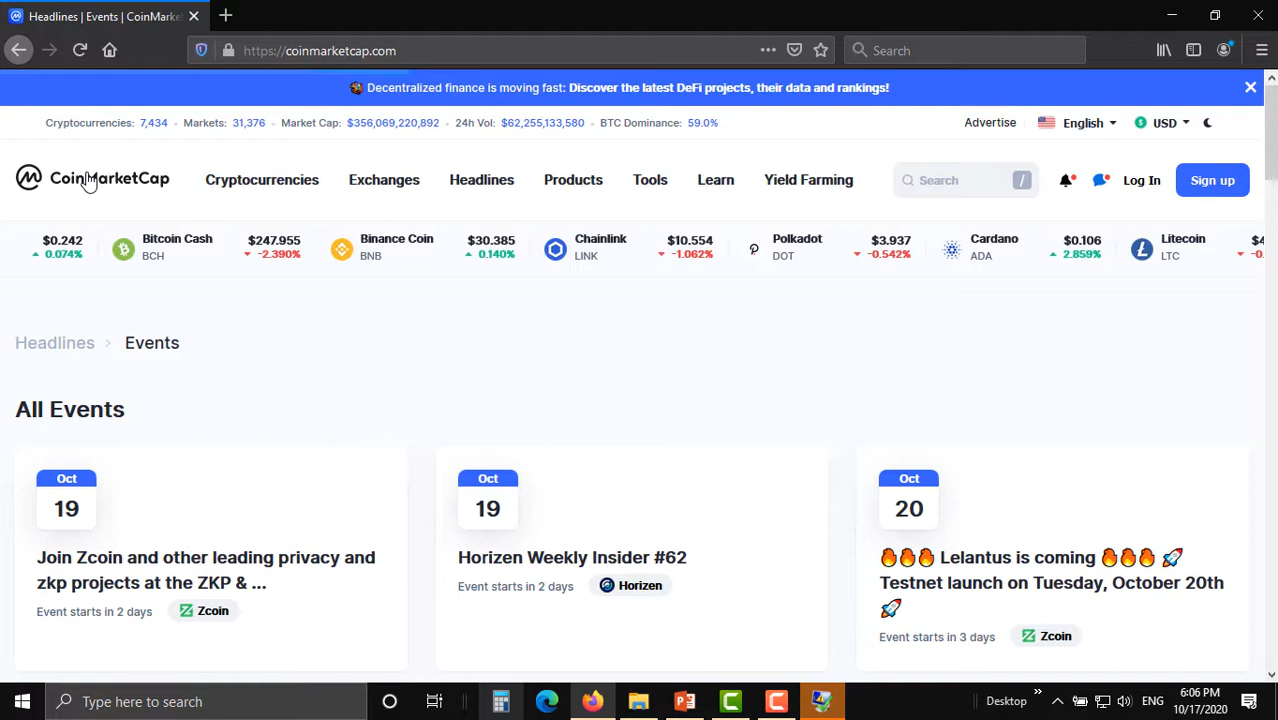 Headlines | Events | CoinMarke
https://coinmarketcap.com
Search
Decentralized finance is moving fast: Discover the latest DeFi projects, their data and rankings!
Cryptocurrencies: 7,434 • Markets: 31,376 • Market Cap: $356,069,220,892 • 24h Vol: $62,255,133,580 • BTC Dominance: 59.0%
Advertise English USD
CoinMarketCap Cryptocurrencies Exchanges Headlines Products Tools Learn Yield Farming Search / Log In Sign up
$0.242 Bitcoin Cash $247.955 Binance Coin $30.385 Chainlink $10.554 Polkadot $3.937 Cardano $0.106 Litecoin
0.074% BCH -2.390% BNB 0.140% LINK -1.062% DOT -0.542% ADA 2.859% LTC
Headlines > Events
All Events
Oct
19
Join Zcoin and other leading privacy and
zkp projects at the ZKP & ...
Event starts in 2 days Zcoin
Oct
19
Horizen Weekly Insider #62
Event starts in 2 days Horizen
Oct
20
🔥🔥🔥 Lelantus is coming 🔥🔥🔥 🚀
Testnet launch on Tuesday, October 20th
🚀
Event starts in 3 days Zcoin
Type here to search
Desktop
ENG
6:06 PM
10/17/2020